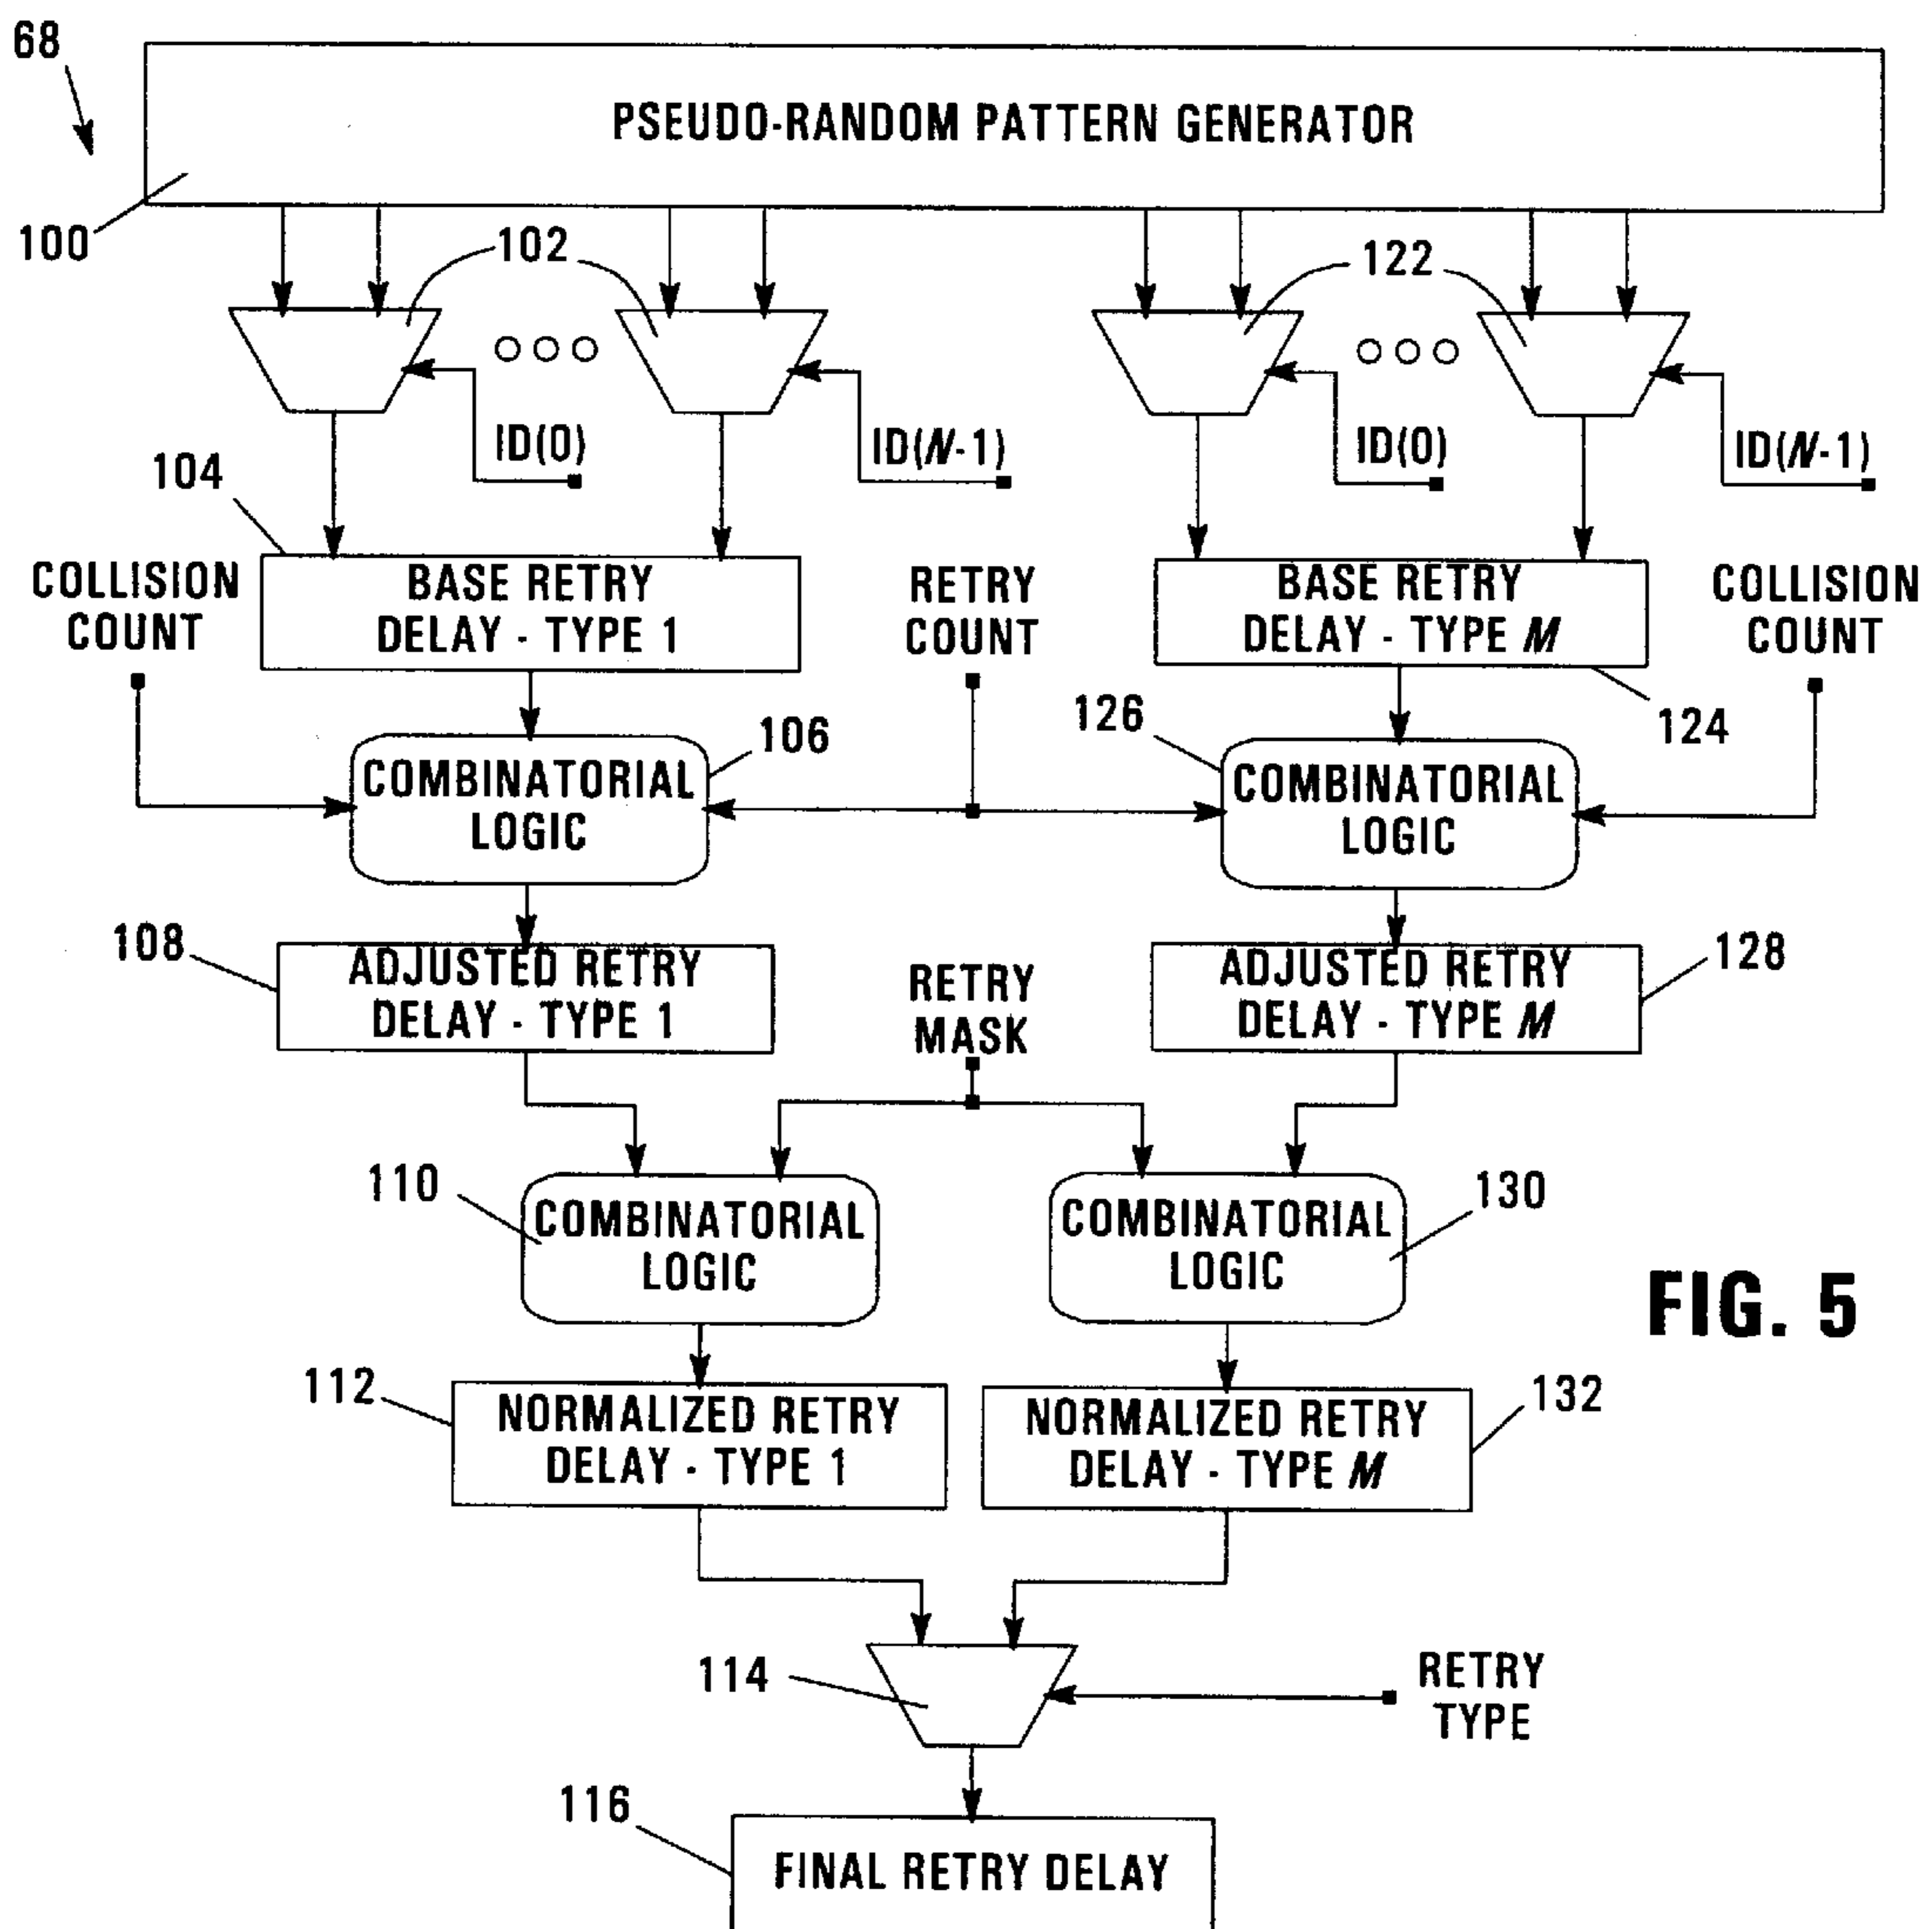 68
PSEUDO-RANDOM PATTERN GENERATOR
100
102
122
ID(0)
ID(N-1)
ID(0)
ID(N-1)
104
COLLISION
COUNT
BASE RETRY
DELAY - TYPE 1
RETRY
COUNT
BASE RETRY
DELAY - TYPE M
COLLISION
COUNT
124
106
126
COMBINATORIAL
LOGIC
COMBINATORIAL
LOGIC
108
ADJUSTED RETRY
DELAY - TYPE 1
RETRY
MASK
ADJUSTED RETRY
DELAY - TYPE M
128
110
COMBINATORIAL
LOGIC
COMBINATORIAL
LOGIC
130
FIG. 5
112
NORMALIZED RETRY
DELAY - TYPE 1
NORMALIZED RETRY
DELAY - TYPE M
132
114
RETRY
TYPE
116
FINAL RETRY DELAY